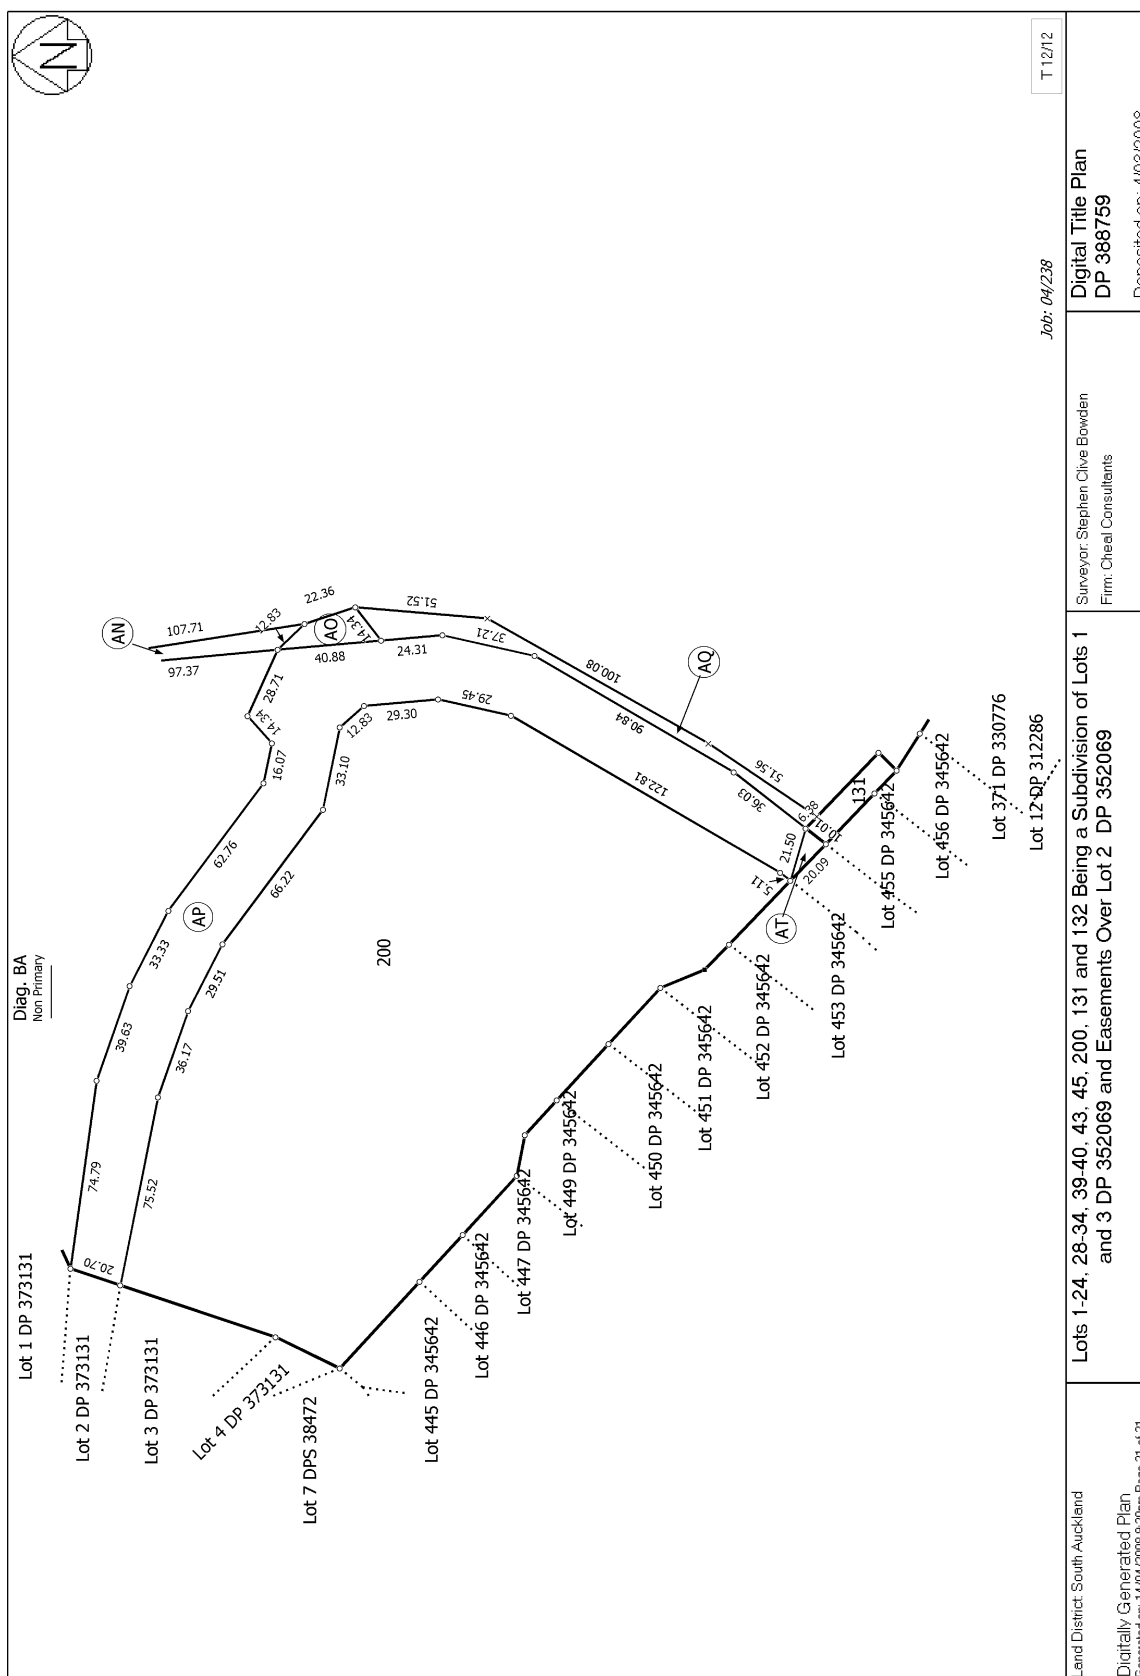 N
T 12/12
Diag. BA
Non Primary
Job: 04/238
Lot 1 DP 373131
Lot 2 DP 373131
Lot 3 DP 373131
Lot 4 DP 373131
Lot 7 DPS 38472
Lot 445 DP 345642
Lot 446 DP 345642
Lot 447 DP 345642
Lot 449 DP 345642
Lot 450 DP 345642
Lot 451 DP 345642
Lot 452 DP 345642
Lot 453 DP 345642
Lot 455 DP 345642
Lot 456 DP 345642
Lot 371 DP 330776
Lot 12 DP 312286
20.70
74.79
39.63
33.33
62.76
16.07
14.34
28.71
97.37
107.71
AN
12.83
22.36
AO
14.34
40.88
24.31
51.52
37.21
100.08
90.84
AQ
51.56
36.03
6.38
131
10.01
21.50
20.09
5.11
AT
122.81
29.45
29.30
12.83
33.10
66.22
AP
29.51
36.17
75.52
200
Land District: South Auckland
Digitally Generated Plan
Lots 1-24, 28-34, 39-40, 43, 45, 200, 131 and 132 Being a Subdivision of Lots 1
and 3 DP 352069 and Easements Over Lot 2 DP 352069
Surveyor: Stephen Clive Bowden
Firm: Cheal Consultants
Digital Title Plan
DP 388759
Deposited on: 4/03/2008